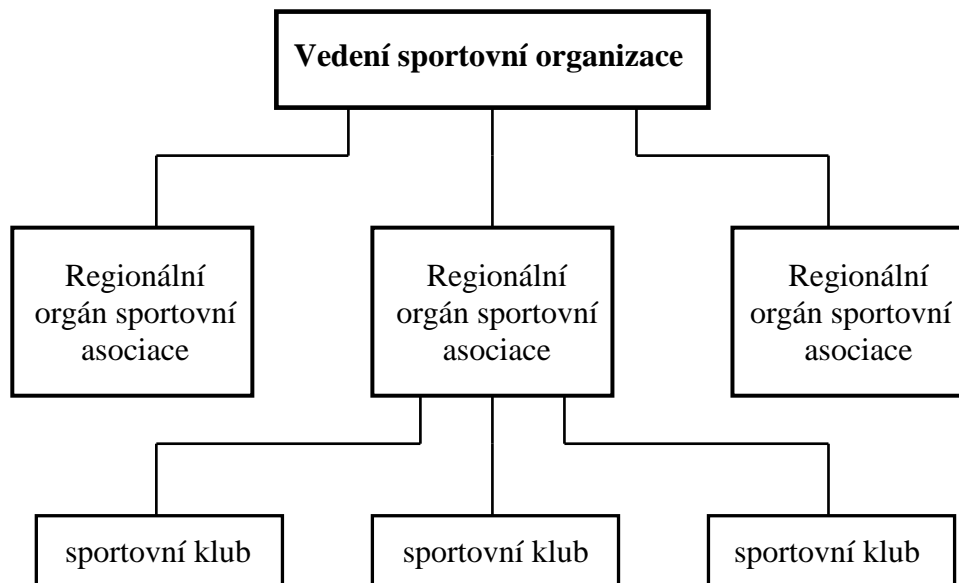 Vedení sportovní organizace
Regionální
orgán sportovní
asociace
Regionální
orgán sportovní
asociace
Regionální
orgán sportovní
asociace
sportovní klub
sportovní klub
sportovní klub